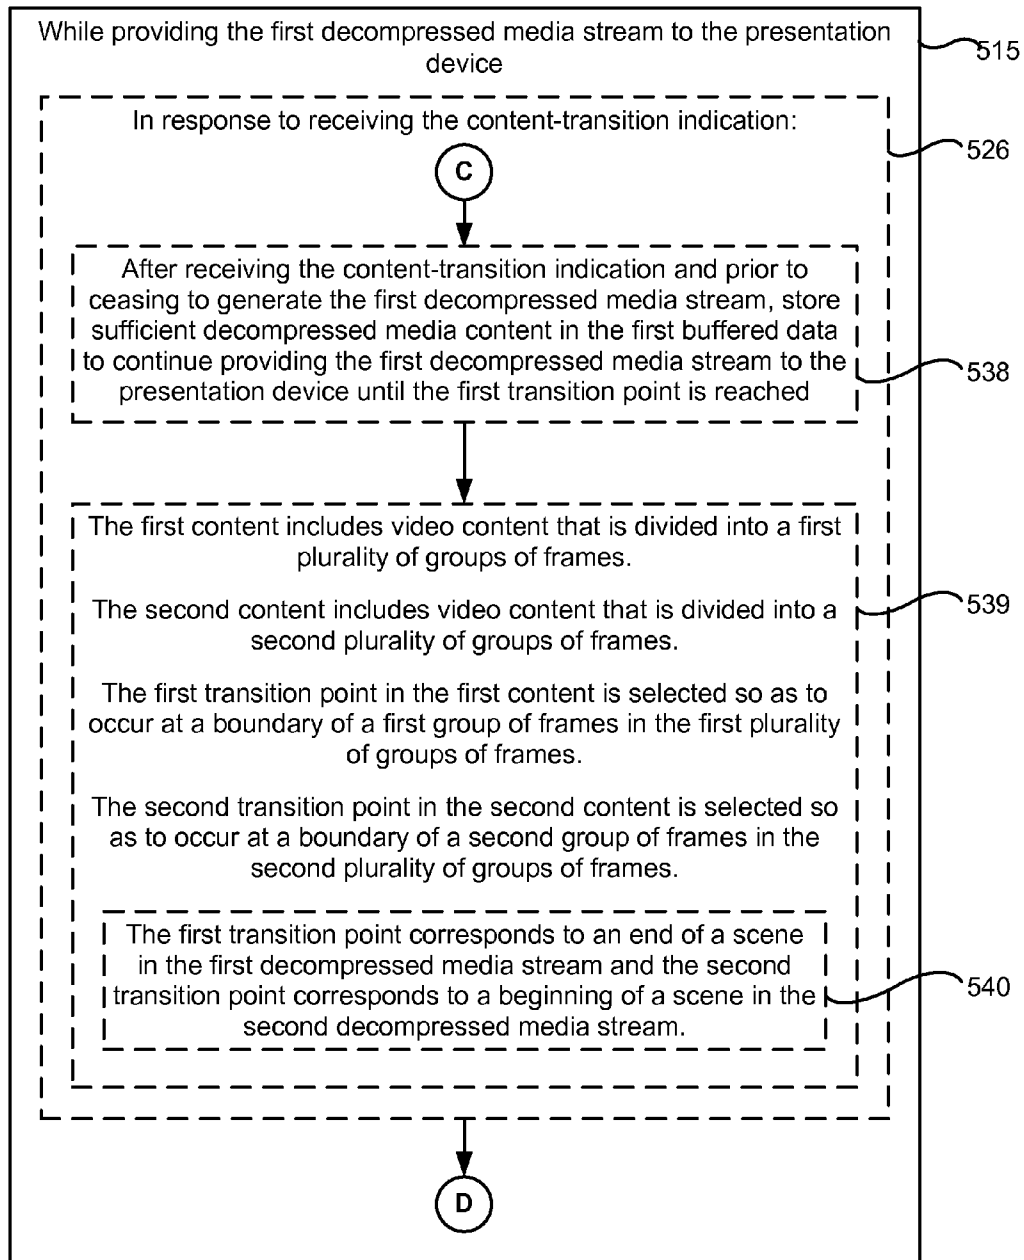 While providing the first decompressed media stream to the presentation
device
515
In response to receiving the content-transition indication:
526
C
After receiving the content-transition indication and prior to
ceasing to generate the first decompressed media stream, store
sufficient decompressed media content in the first buffered data
to continue providing the first decompressed media stream to the
presentation device until the first transition point is reached
538
The first content includes video content that is divided into a first
plurality of groups of frames.
The second content includes video content that is divided into a
second plurality of groups of frames.
539
The first transition point in the first content is selected so as to
occur at a boundary of a first group of frames in the first plurality
of groups of frames.
The second transition point in the second content is selected so
as to occur at a boundary of a second group of frames in the
second plurality of groups of frames.
The first transition point corresponds to an end of a scene
in the first decompressed media stream and the second
transition point corresponds to a beginning of a scene in the
second decompressed media stream.
540
D